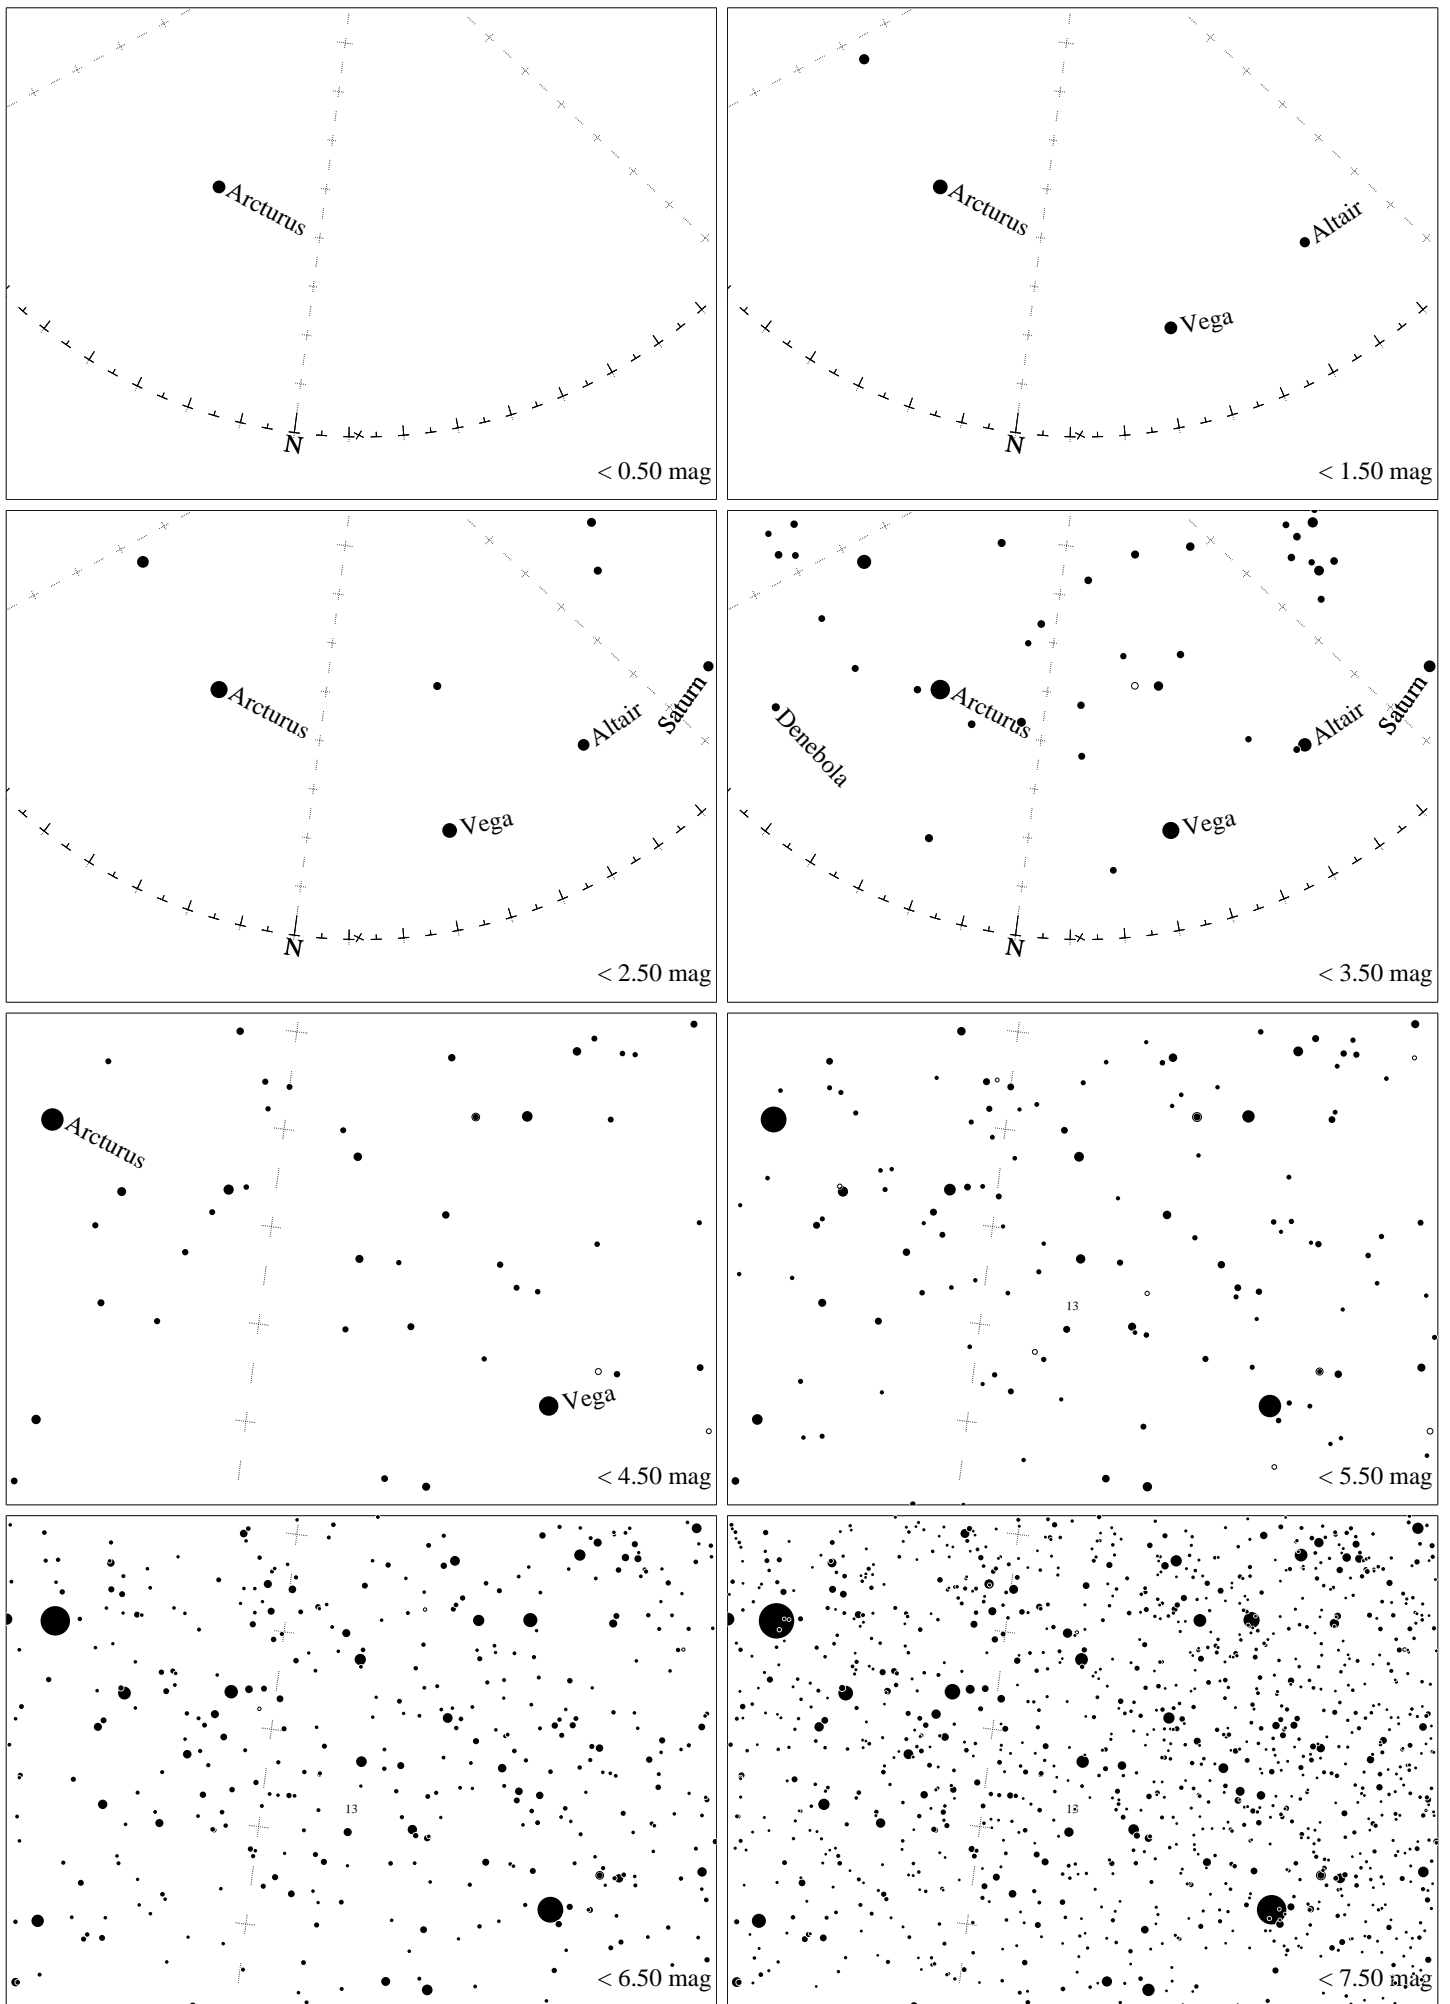 Arcturus
N
< 0.50 mag
Arcturus
Altair
Vega
N
< 1.50 mag
Arcturus
Saturn
Altair
Vega
N
< 2.50 mag
Arcturus
Denebola
Saturn
Altair
Vega
N
< 3.50 mag
Arcturus
Vega
< 4.50 mag
13
< 5.50 mag
13
< 6.50 mag
13
< 7.50 mag